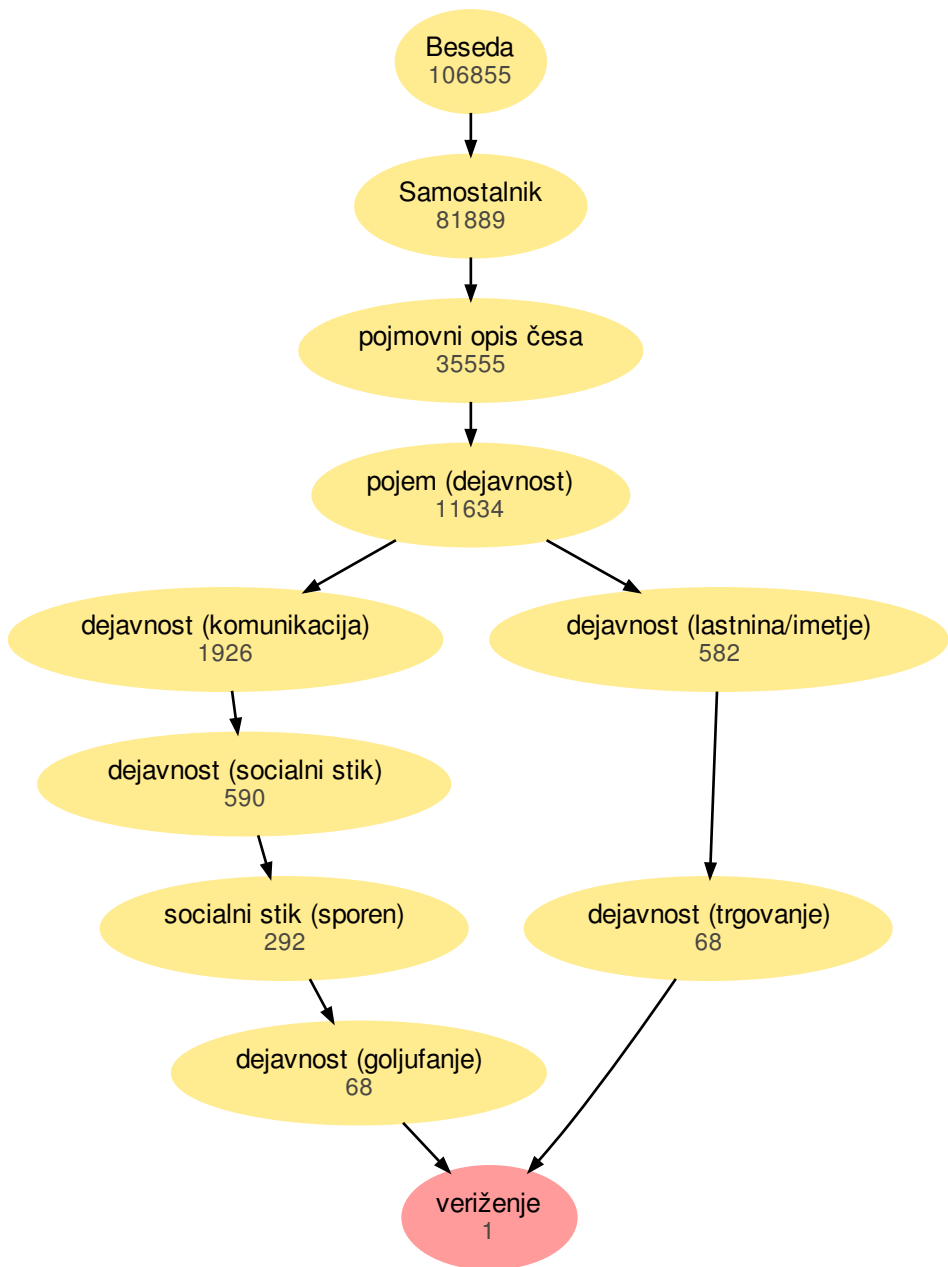 Beseda
106855
Samostalnik
81889
pojmovni opis česa
35555
pojem (dejavnost)
11634
dejavnost (komunikacija)
1926
dejavnost (lastnina/imetje)
582
dejavnost (socialni stik)
590
socialni stik (sporen)
292
dejavnost (trgovanje)
68
dejavnost (goljufanje)
68
veriženje
1